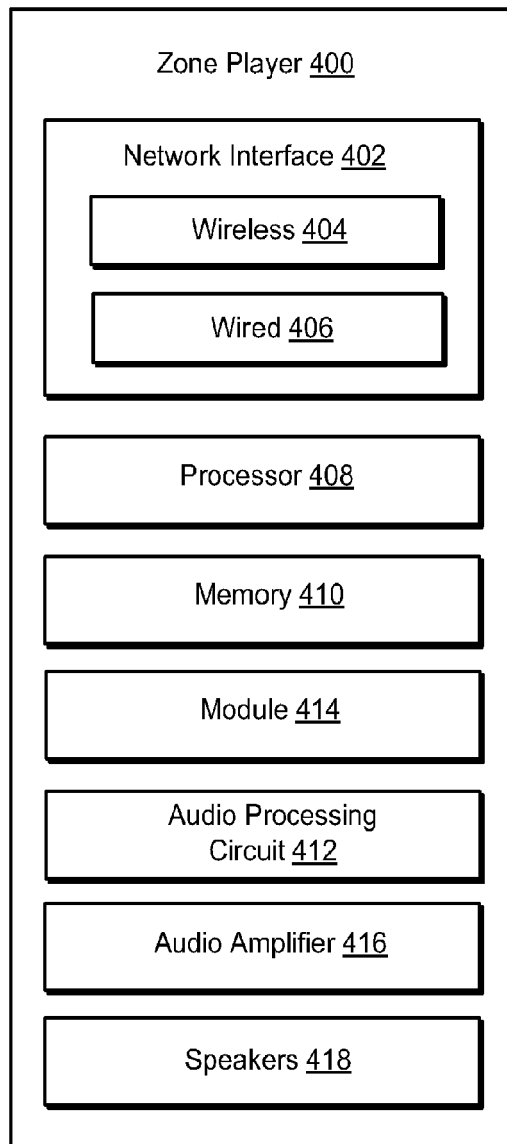 Zone Player 400
Network Interface 402
Wireless 404
Wired 406
Processor 408
Memory 410
Module 414
Audio Processing
Circuit 412
Audio Amplifier 416
Speakers 418